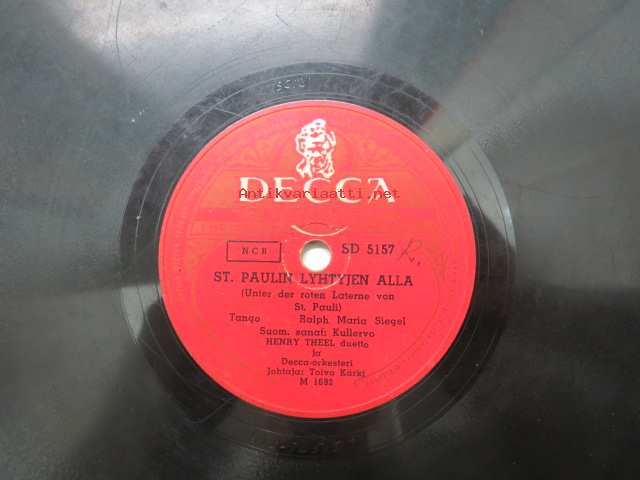 DECCA
Antikvariaatti.net
NCB SD 5157 R.
ST. PAULIN LYHTYJEN ALLA
(Unter der roten Laterne von
St. Pauli)
Tango Ralph Maria Siegel
Suom. sanat: Kullervo
HENRY THEEL duetto
ja
Decca-orkesteri
Johtaja: Toivo Kärki
M 1682